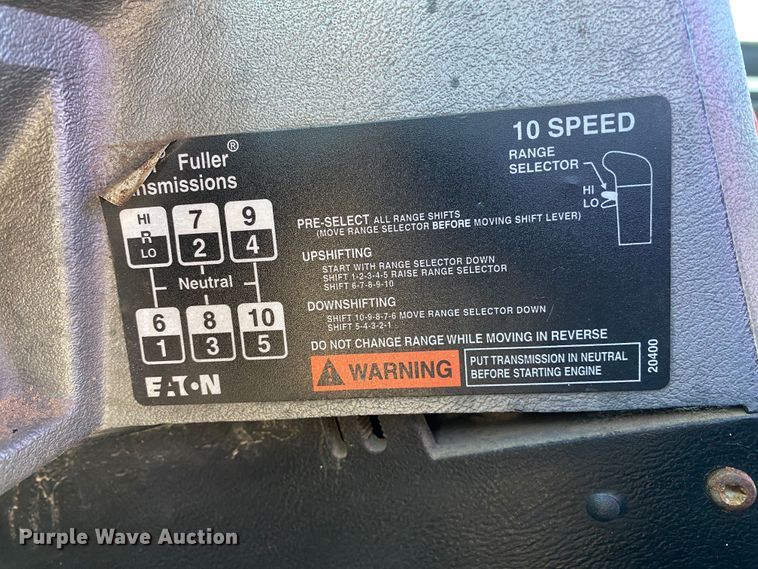 10 SPEED
Fuller®
RANGE
SELECTOR
HI
LO
HI
R
LO
7
2
9
4
Neutral
6
1
8
3
10
5
EATON
PRE-SELECT ALL RANGE SHIFTS
(MOVE RANGE SELECTOR BEFORE MOVING SHIFT LEVER)
UPSHIFTING
START WITH RANGE SELECTOR DOWN
SHIFT 1-2-3-4-5 RAISE RANGE SELECTOR
SHIFT 6-7-8-9-10
DOWNSHIFTING
SHIFT 10-9-8-7-6 MOVE RANGE SELECTOR DOWN
SHIFT 5-4-3-2-1
DO NOT CHANGE RANGE WHILE MOVING IN REVERSE
WARNING
PUT TRANSMISSION IN NEUTRAL
BEFORE STARTING ENGINE
20400
Purple Wave Auction